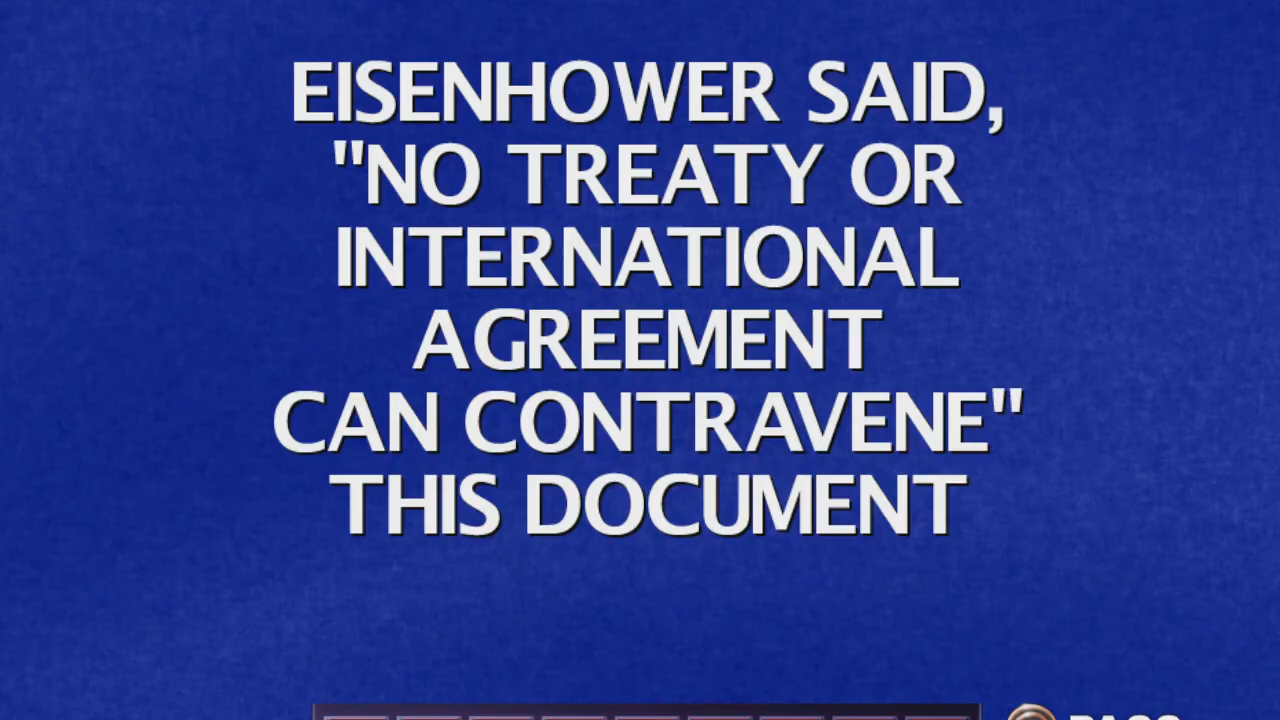 EISENHOWER SAID,
"NO TREATY OR
INTERNATIONAL
AGREEMENT
CAN CONTRAVENE"
THIS DOCUMENT